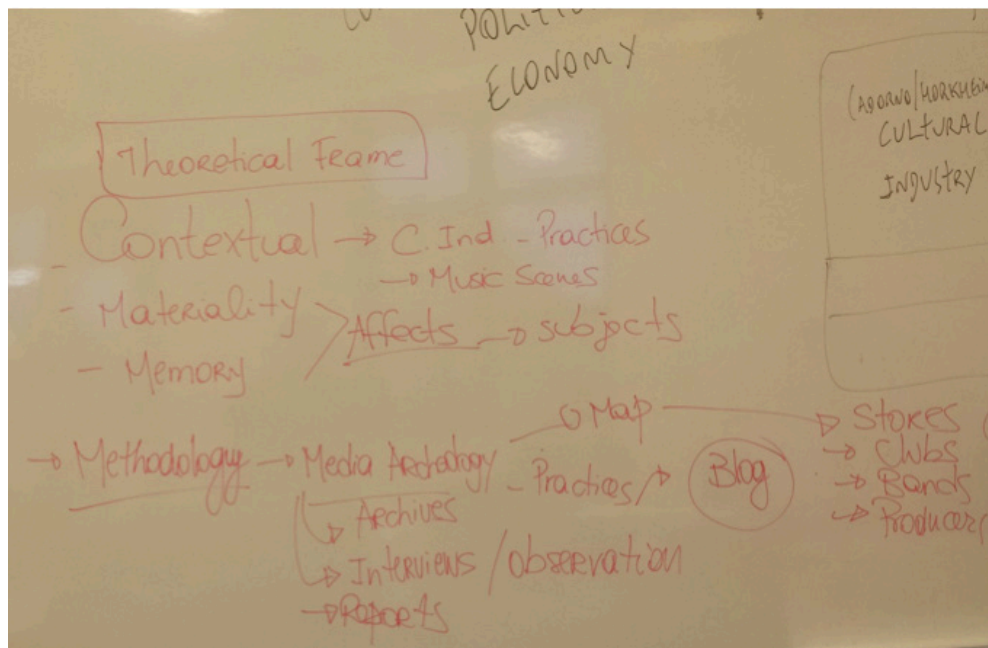 POLITI
ECONOMY
(ADORNO/HORKHEIM
CULTURAL
INDUSTRY
Theoretical Frame
- Contextual → C. Ind - Practices
→ Music Scenes
- Materiality
Affects → subjects
- Memory
→ Methodology → Media Archeology
→ Map
- Practices/→ Blog
→ Archives
→ Interviews / observation
→ Reports
→ Stores (
→ Clubs
→ Bands
→ Producer(